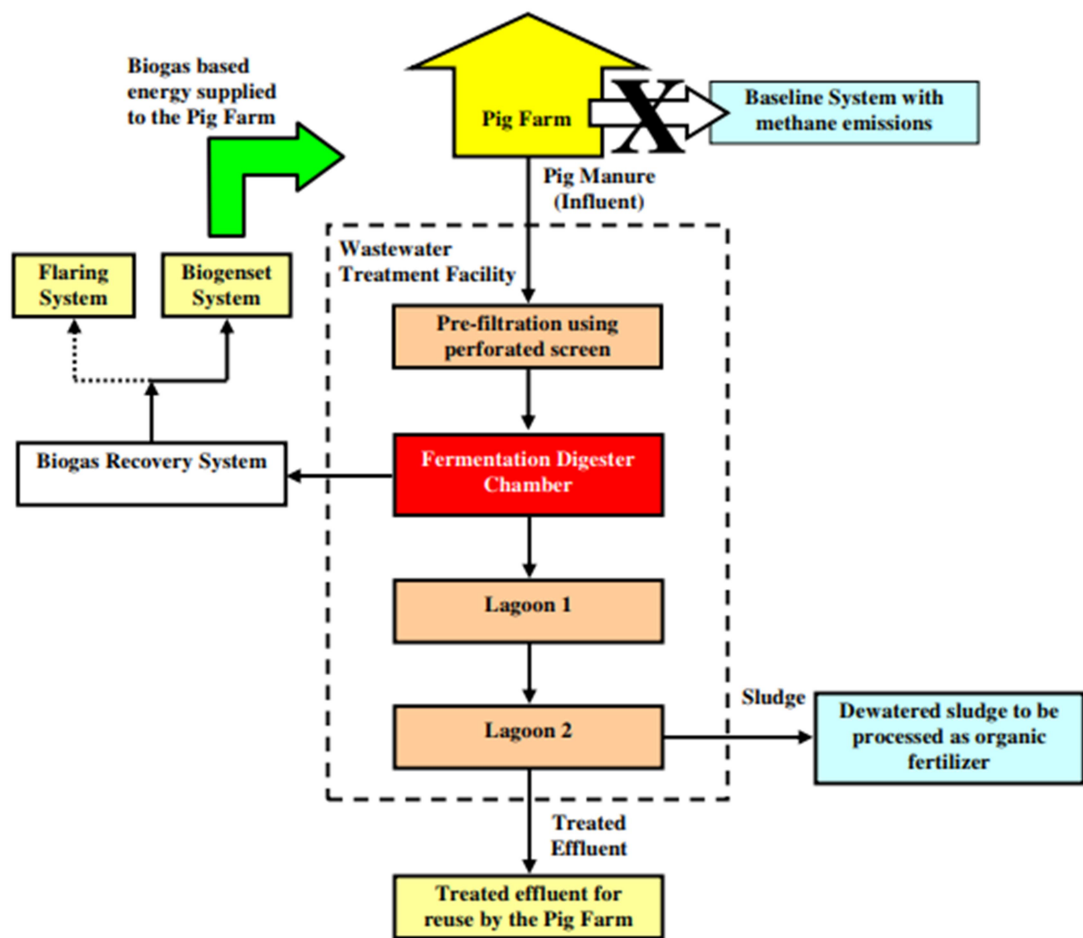 Biogas based
energy supplied
to the Pig Farm
Pig Farm
X
Baseline System with
methane emissions
Pig Manure
(Influent)
Wastewater
Treatment Facility
Flaring
System
Biogenset
System
Pre-filtration using
perforated screen
Biogas Recovery System
Fermentation Digester
Chamber
Lagoon 1
Lagoon 2
Sludge
Dewatered sludge to be
processed as organic
fertilizer
Treated
Effluent
Treated effluent for
reuse by the Pig Farm